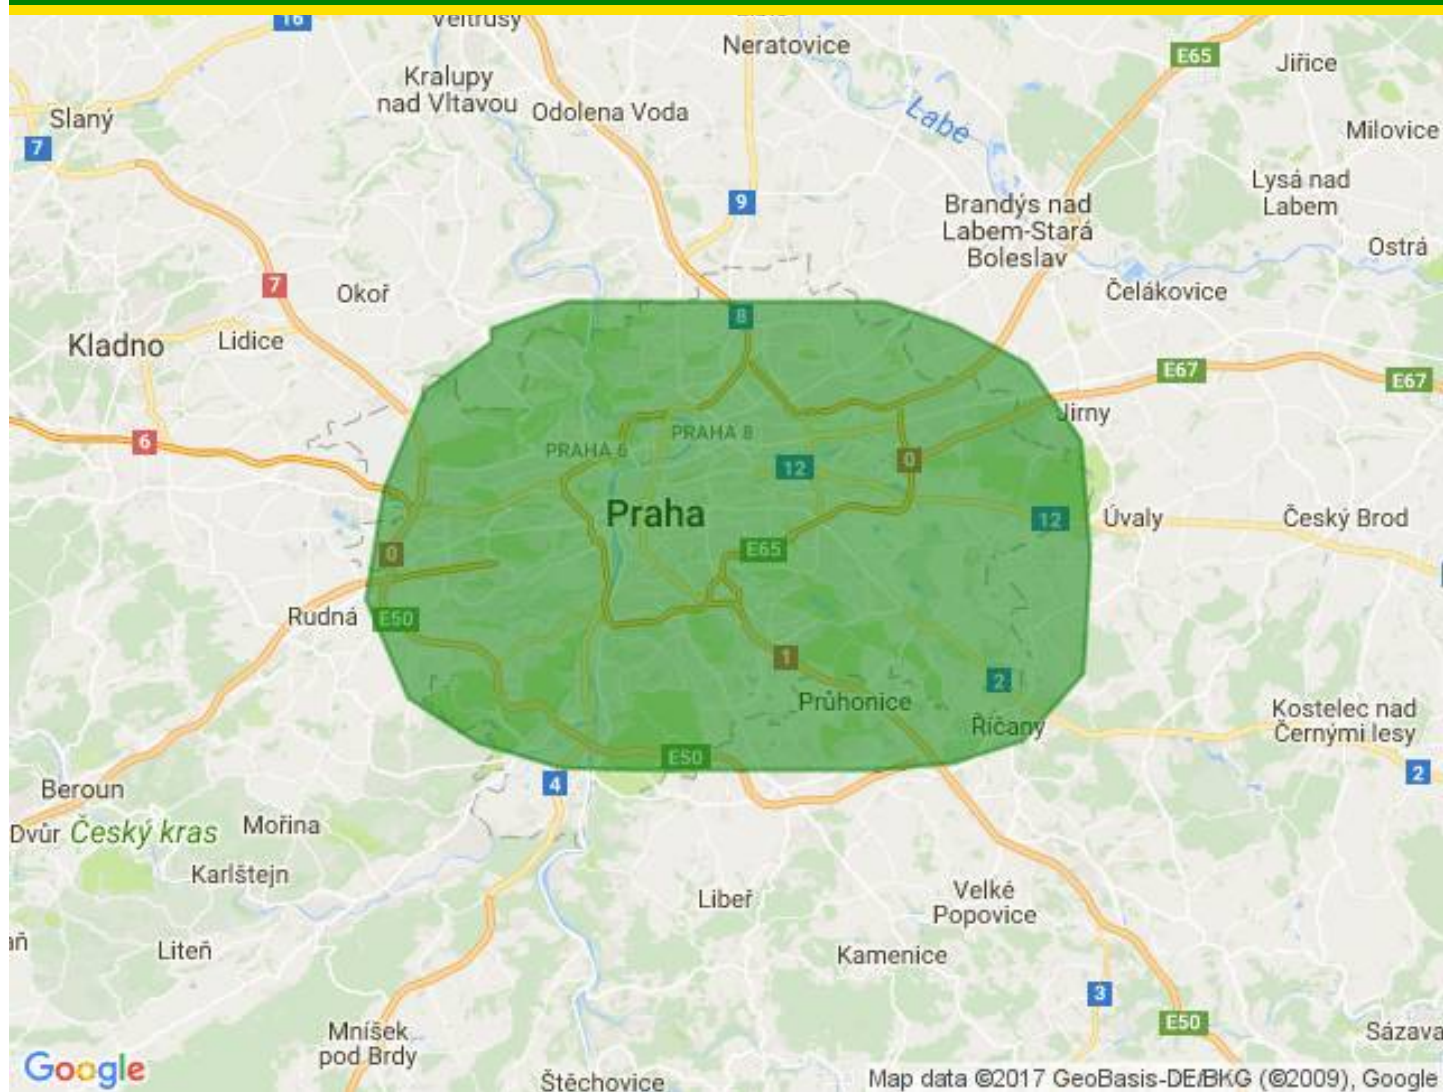 16
Veltrusy
Neratovice
E65
Jiřice
Kralupy
nad Vltavou
Odolena Voda
Labe
Slaný
Milovice
7
Lysá nad
Labem
9
Brandýs nad
Labem-Stará
Boleslav
Ostrá
7
Okoř
Čelákovice
8
Kladno
Lidice
E67
E67
Jirny
6
PRAHA 8
PRAHA 6
12
0
Praha
12
Úvaly
Český Brod
0
E65
Rudná
E50
1
2
Průhonice
Kostelec nad
Černými lesy
Říčany
E50
4
2
Beroun
Dvůr
Český kras
Mořina
Karlštejn
Velké
Popovice
Libeř
Liteň
Kamenice
3
E50
Mníšek
pod Brdy
Sázava
Google
Štěchovice
Map data ©2017 GeoBasis-DE/BKG (©2009), Google